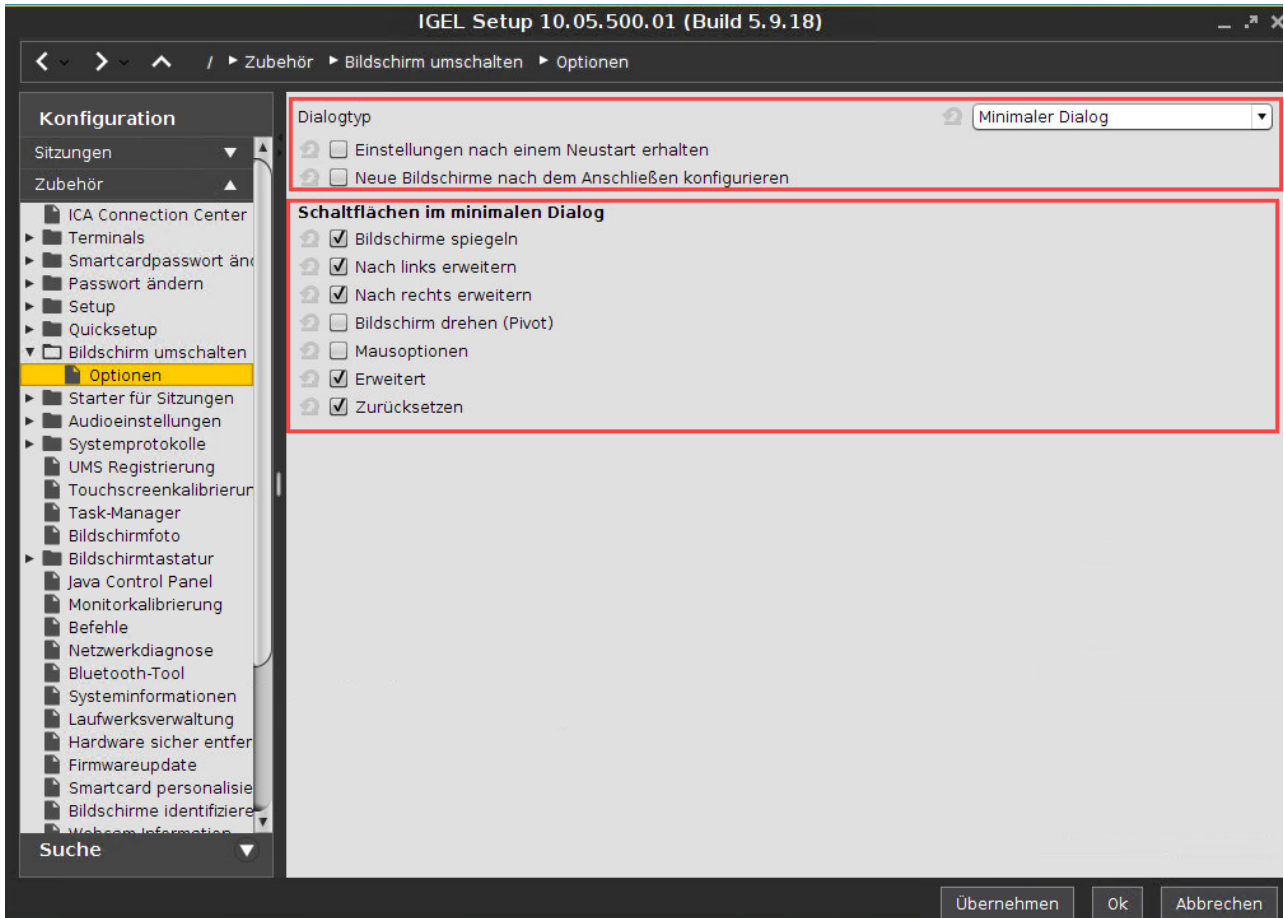 IGEL Setup 10.05.500.01 (Build 5.9.18)
/ ▸ Zubehör ▸ Bildschirm umschalten ▸ Optionen
Konfiguration
Sitzungen
Zubehör
ICA Connection Center
Terminals
Smartcardpasswort änd
Passwort ändern
Setup
Quicksetup
Bildschirm umschalten
Optionen
Starter für Sitzungen
Audioeinstellungen
Systemprotokolle
UMS Registrierung
Touchscreenkalibrierun
Task-Manager
Bildschirmfoto
Bildschirmtastatur
Java Control Panel
Monitorkalibrierung
Befehle
Netzwerkdiagnose
Bluetooth-Tool
Systeminformationen
Laufwerksverwaltung
Hardware sicher entfer
Firmwareupdate
Smartcard personalisie
Bildschirme identifiziere
Webcam Information
Suche
Dialogtyp
Minimaler Dialog
Einstellungen nach einem Neustart erhalten
Neue Bildschirme nach dem Anschließen konfigurieren
Schaltflächen im minimalen Dialog
Bildschirme spiegeln
Nach links erweitern
Nach rechts erweitern
Bildschirm drehen (Pivot)
Mausoptionen
Erweitert
Zurücksetzen
Übernehmen
Ok
Abbrechen